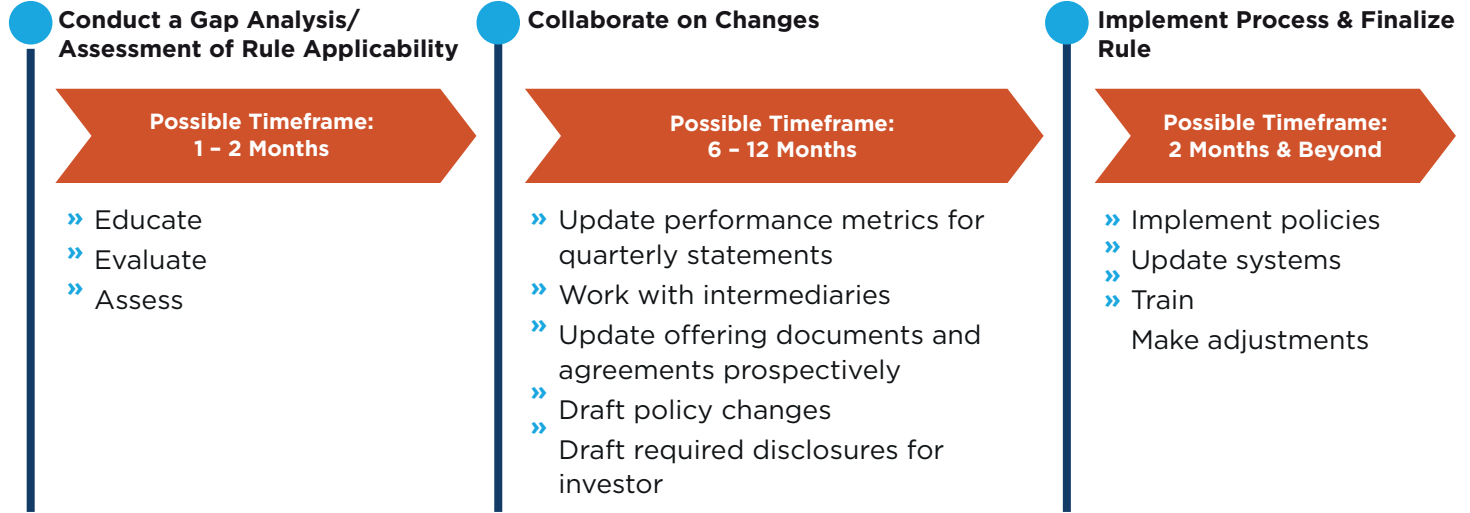 Conduct a Gap Analysis/
Assessment of Rule Applicability
Possible Timeframe:
1 – 2 Months
» Educate
» Evaluate
» Assess
Collaborate on Changes
Possible Timeframe:
6 – 12 Months
» Update performance metrics for
quarterly statements
» Work with intermediaries
» Update offering documents and
agreements prospectively
» Draft policy changes
» Draft required disclosures for
investor
Implement Process & Finalize
Rule
Possible Timeframe:
2 Months & Beyond
» Implement policies
» Update systems
» Train
» Make adjustments